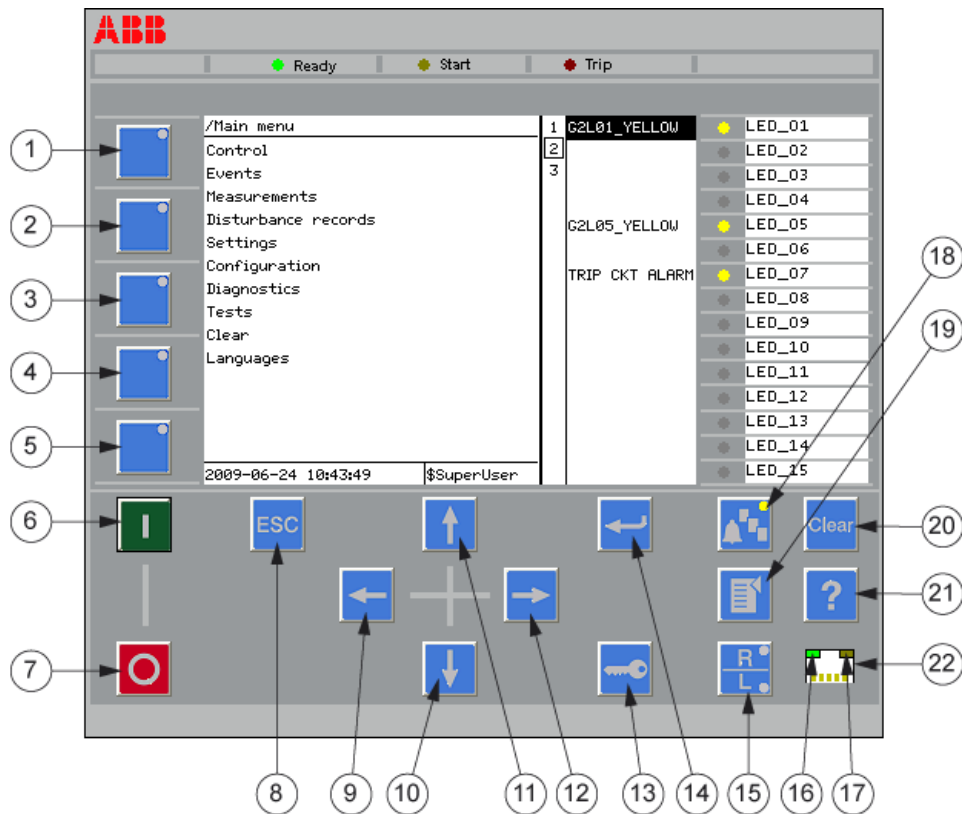 ABB
Ready Start Trip
/Main menu
Control
Events
Measurements
Disturbance records
Settings
Configuration
Diagnostics
Tests
Clear
Languages
2009-06-24 10:43:49 $SuperUser
1 G2L01_YELLOW
2
3
G2L05_YELLOW
TRIP CKT ALARM
LED_01
LED_02
LED_03
LED_04
LED_05
LED_06
LED_07
LED_08
LED_09
LED_10
LED_11
LED_12
LED_13
LED_14
LED_15
1
2
3
4
5
6
7
I
ESC
Clear
?
O
R
L
18
19
20
21
22
8
9
10
11
12
13
14
15
16
17